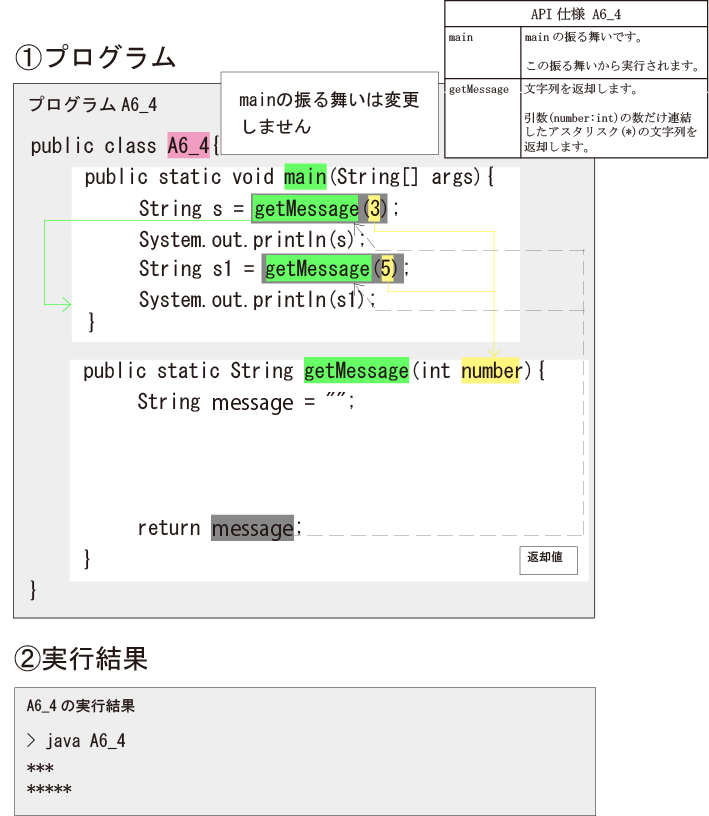 ①プログラム
API 仕様 A6_4
main
mainの振る舞いです。
この振る舞いから実行されます。
getMessage
文字列を返却します。
引数(number:int)の数だけ連結
したアスタリスク(*)の文字列を
返却します。
プログラム A6_4
mainの振る舞いは変更
しません
public class A6_4{
public static void main(String[] args){
String s = getMessage(3);
System.out.println(s);
String s1 = getMessage(5);
System.out.println(s1);
}
public static String getMessage(int number){
String message = "";
return message;
}
返却値
}
②実行結果
A6_4 の実行結果
> java A6_4
***
*****